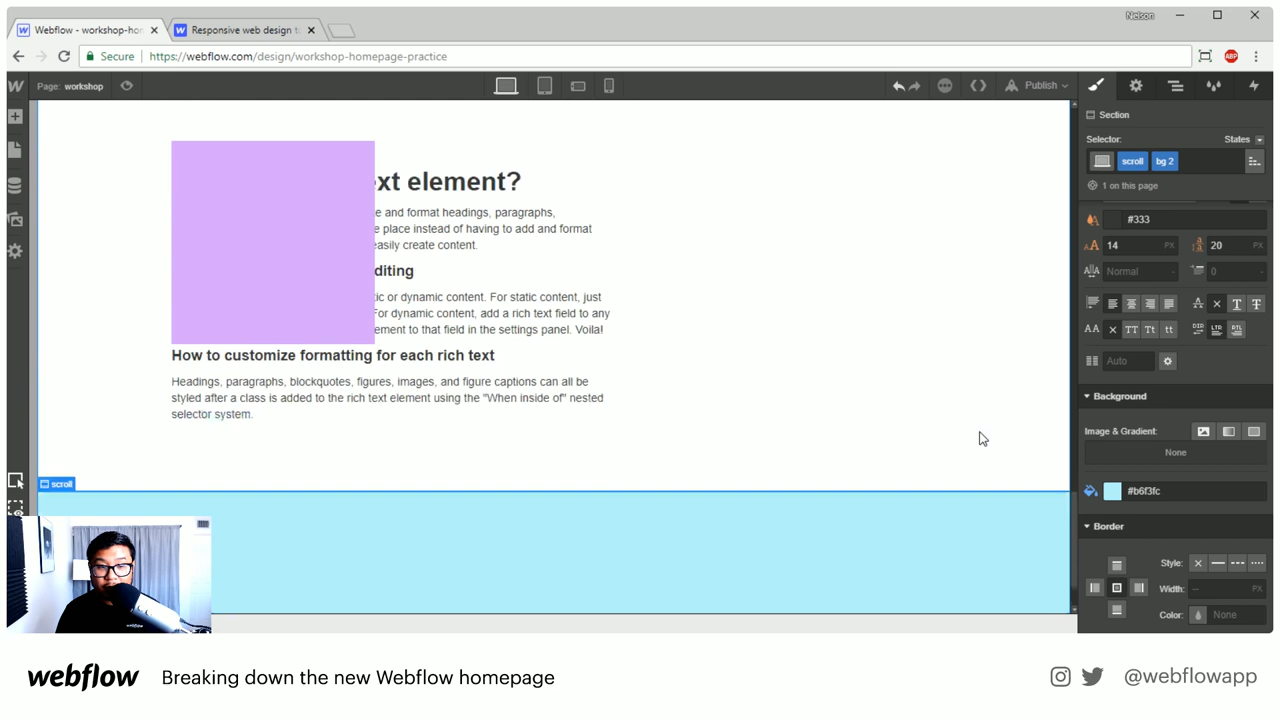 Nelson
Webflow - workshop-hom
Responsive web design t
Secure
https://webflow.com/design/workshop-homepage-practice
ABP
Page: workshop
Publish
Section
Selector:
States
scroll
bg 2
1 on this page
#333
14
PX
20
PX
Normal
0
-
Auto
Background
Image & Gradient:
None
#b6f3fc
Border
Style:
Width:
—
PX
Color:
None
ext element?
e and format headings, paragraphs,
e place instead of having to add and format
easily create content.
diting
tic or dynamic content. For static content, just
For dynamic content, add a rich text field to any
ement to that field in the settings panel. Voila!
How to customize formatting for each rich text
Headings, paragraphs, blockquotes, figures, images, and figure captions can all be
styled after a class is added to the rich text element using the "When inside of" nested
selector system.
scroll
webflow
Breaking down the new Webflow homepage
@webflowapp